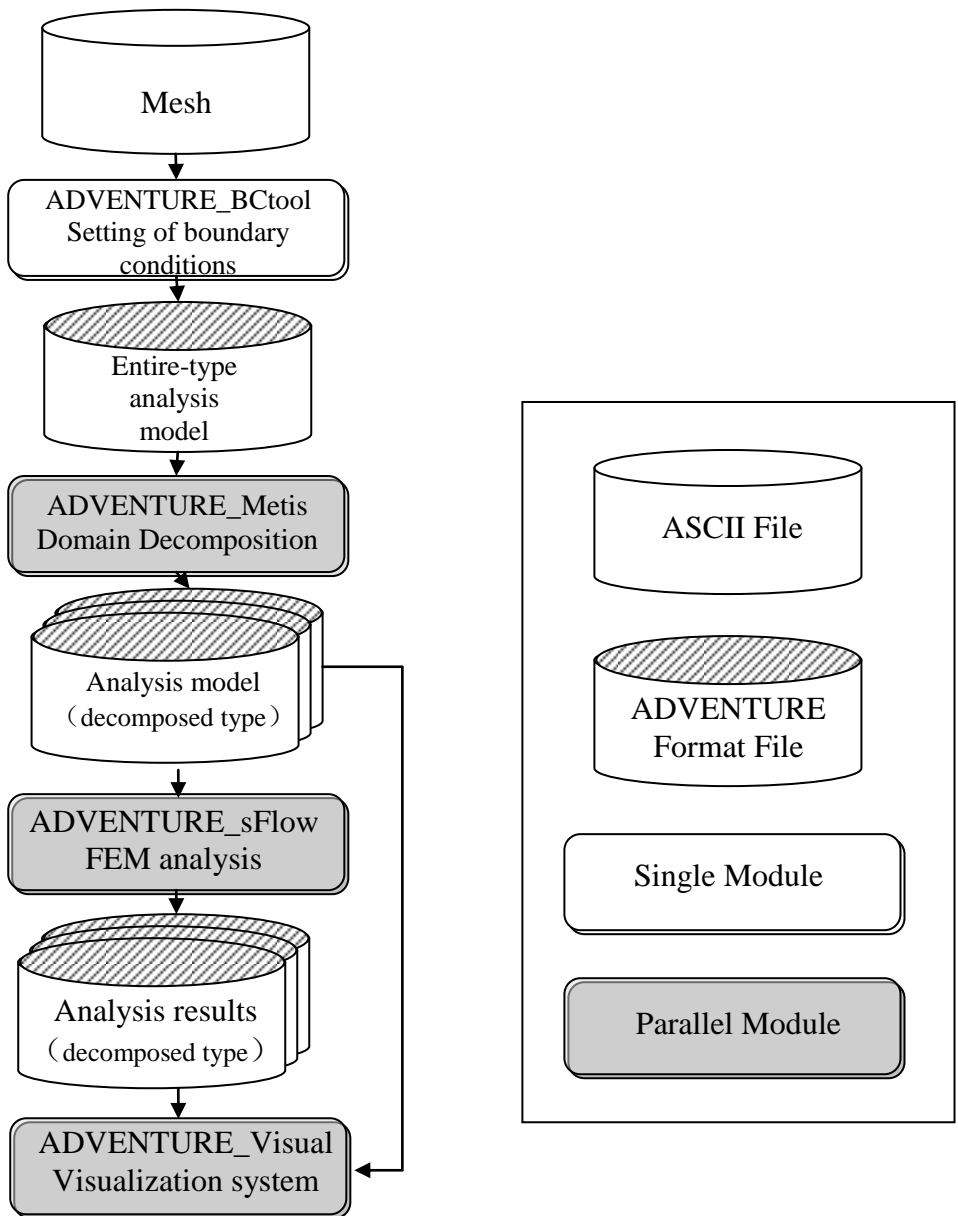 Mesh
ADVENTURE_BCtool
Setting of boundary
conditions
Entire-type
analysis
model
ADVENTURE_Metis
Domain Decomposition
Analysis model
（decomposed type）
ADVENTURE_sFlow
FEM analysis
Analysis results
（decomposed type）
ADVENTURE_Visual
Visualization system
ASCII File
ADVENTURE
Format File
Single Module
Parallel Module